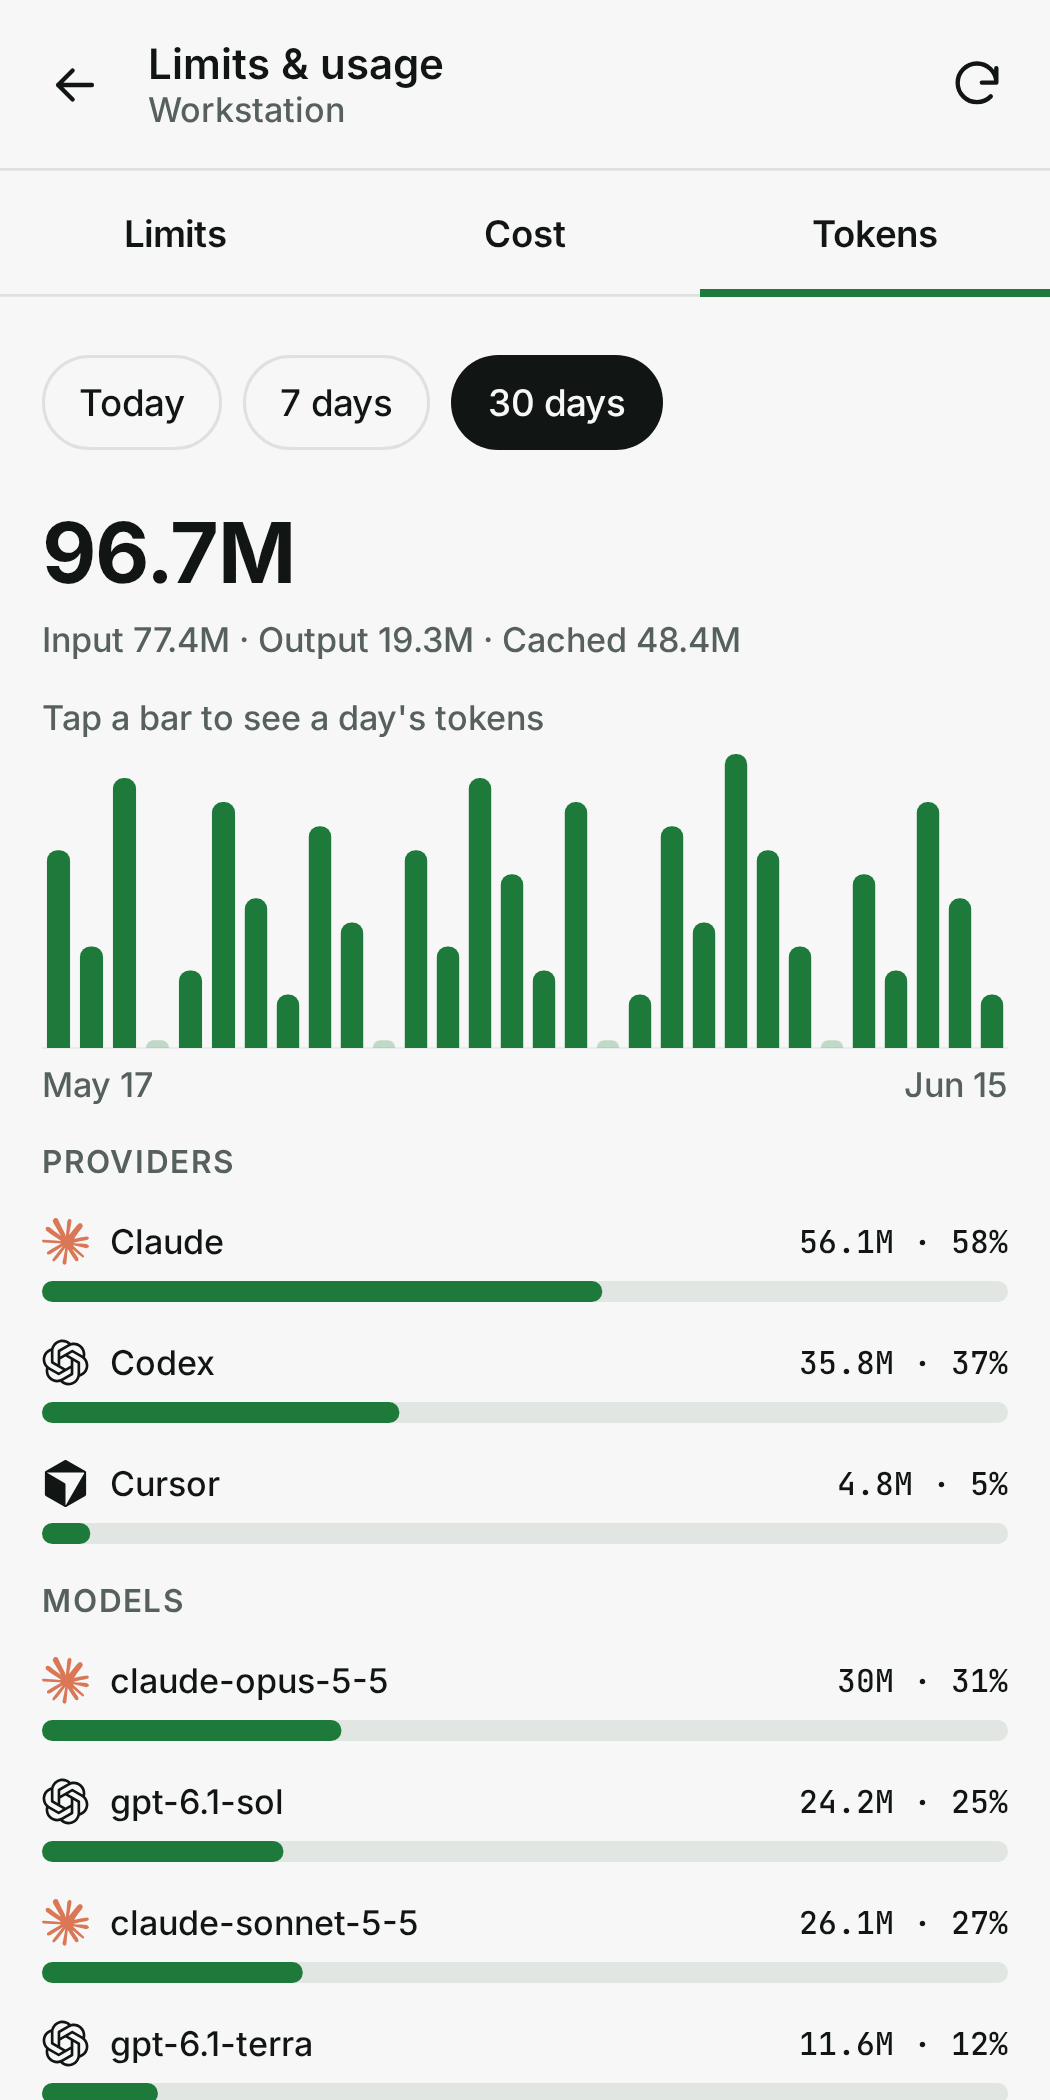 Limits & usage
Workstation
Limits Cost Tokens
Today 7 days 30 days
96.7M
Input 77.4M · Output 19.3M · Cached 48.4M
Tap a bar to see a day's tokens
May 17 Jun 15
PROVIDERS
Claude 56.1M · 58%
Codex 35.8M · 37%
Cursor 4.8M · 5%
MODELS
claude-opus-5-5 30M · 31%
gpt-6.1-sol 24.2M · 25%
claude-sonnet-5-5 26.1M · 27%
gpt-6.1-terra 11.6M · 12%